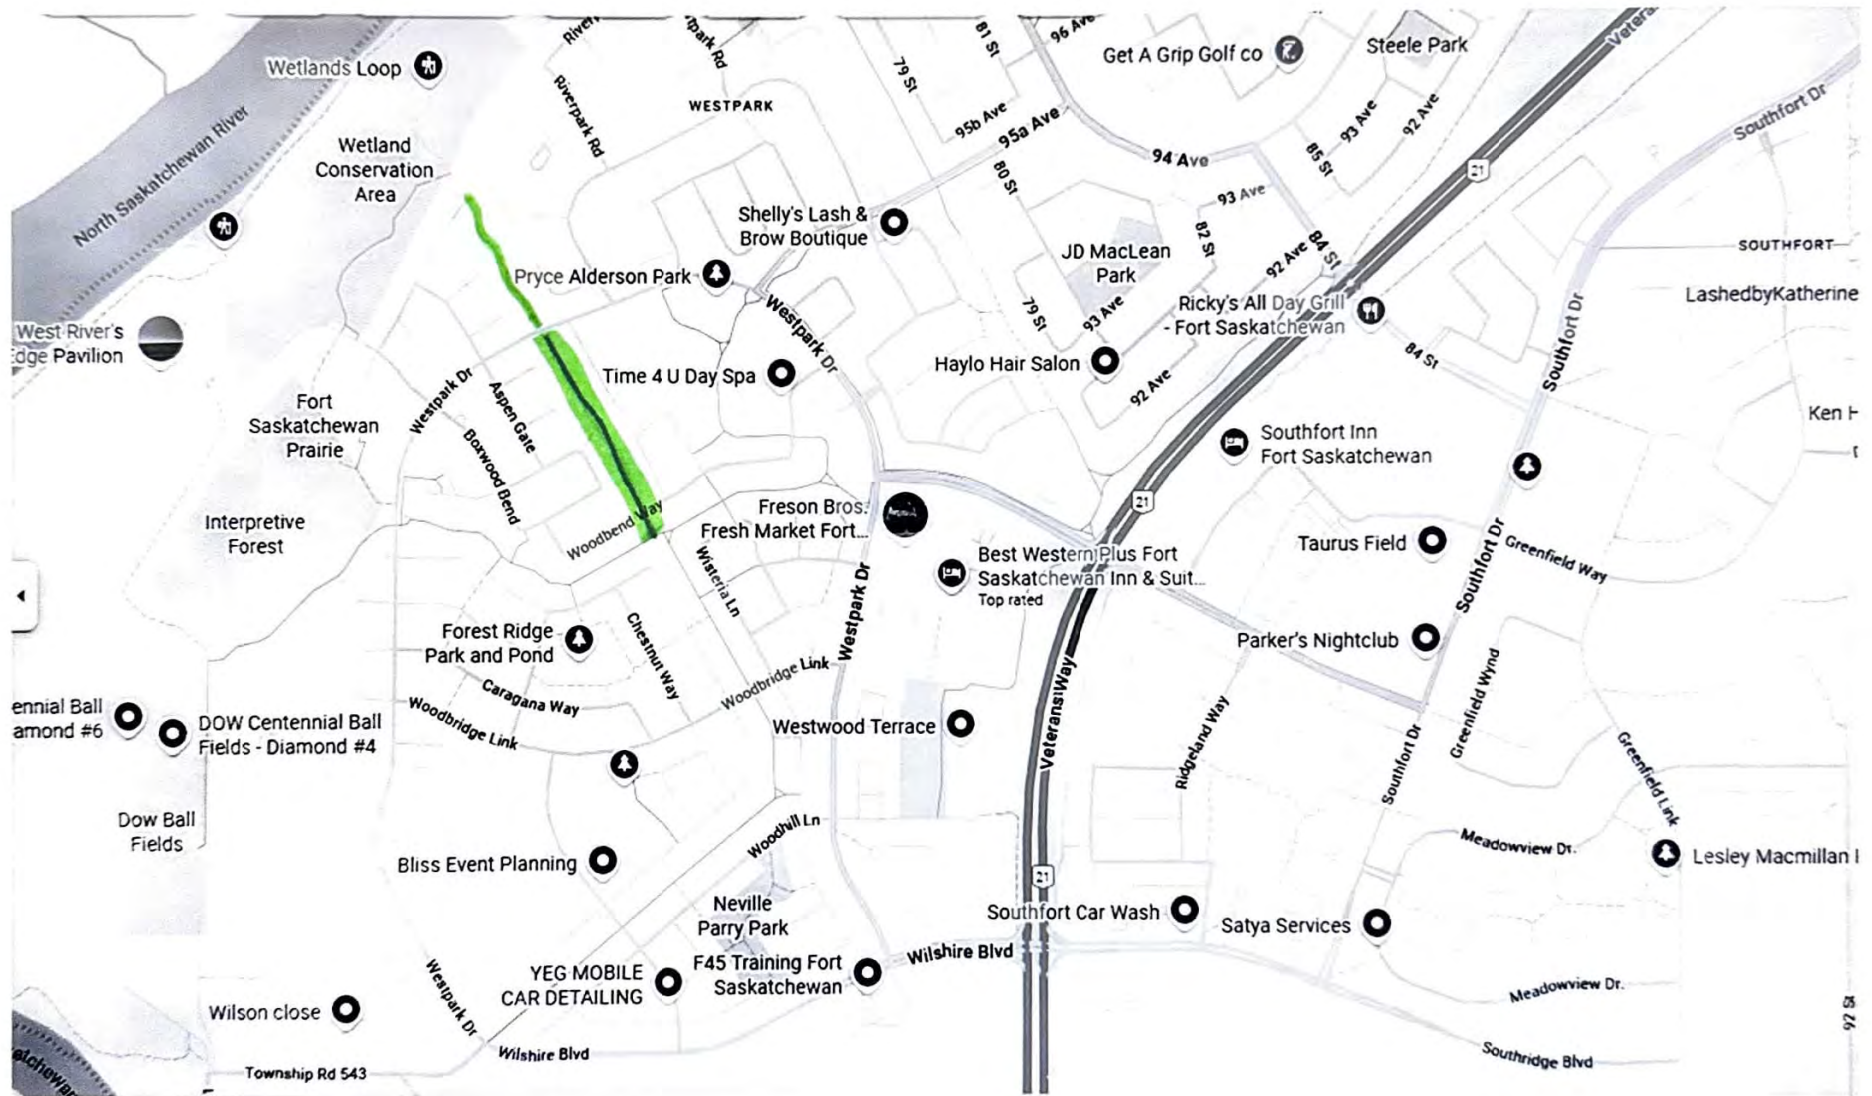 96 Ave
81 St
79 St
Get A Grip Golf co
Steele Park
Wetlands Loop
Riverpark Rd
WESTPARK
95b Ave
95a Ave
93 Ave
92 Ave
Southfort Dr
North Saskatchewan River
Wetland
Conservation
Area
94 Ave
85 St
21
80 St
93 Ave
Shelly's Lash &
Brow Boutique
82 St
84 St
JD MacLean
Park
92 Ave
SOUTHFORT
Pryce Alderson Park
LashedbyKatherine
West River's
Edge Pavilion
Westpark Dr
79 St
93 Ave
Ricky's All Day Grill
- Fort Saskatchewan
Southfort Dr
Time 4 U Day Spa
Haylo Hair Salon
84 St
92 Ave
Westpark Dr
Aspen Gate
Fort
Saskatchewan
Prairie
Boxwood Bend
Southfort Inn
Fort Saskatchewan
Ken
21
Interpretive
Forest
Woodbend Way
Freson Bros.
Fresh Market Fort...
Taurus Field
Southfort Dr
Greenfield Way
Wisteria Ln
Westpark Dr
Best Western Plus Fort
Saskatchewan Inn & Suit...
Top rated
Forest Ridge
Park and Pond
Chestnut Way
Parker's Nightclub
Greenfield Wynd
Woodbridge Link
Caragana Way
Woodbridge Link
ennial Ball
amond #6
DOW Centennial Ball
Fields - Diamond #4
Westwood Terrace
Veterans Way
Ridgeland Way
Southfort Dr
Greenfield Link
Dow Ball
Fields
Woodhill Ln
Meadowview Dr.
Bliss Event Planning
Lesley Macmillan
21
Neville
Parry Park
Southfort Car Wash
Satya Services
Wilshire Blvd
F45 Training Fort
Saskatchewan
YEG MOBILE
CAR DETAILING
Westpark Dr
Wilson close
Meadowview Dr.
Wilshire Blvd
Southridge Blvd
Township Rd 543